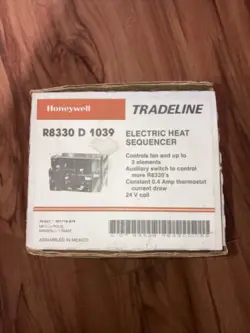 Honeywell
TRADELINE
R8330 D 1039
ELECTRIC HEAT
SEQUENCER
Controls fan and up to
2 elements
Auxiliary switch to control
more R8330's
Constant 0.4 Amp thermostat
current draw
24 V coil
ASSEMBLED IN MEXICO